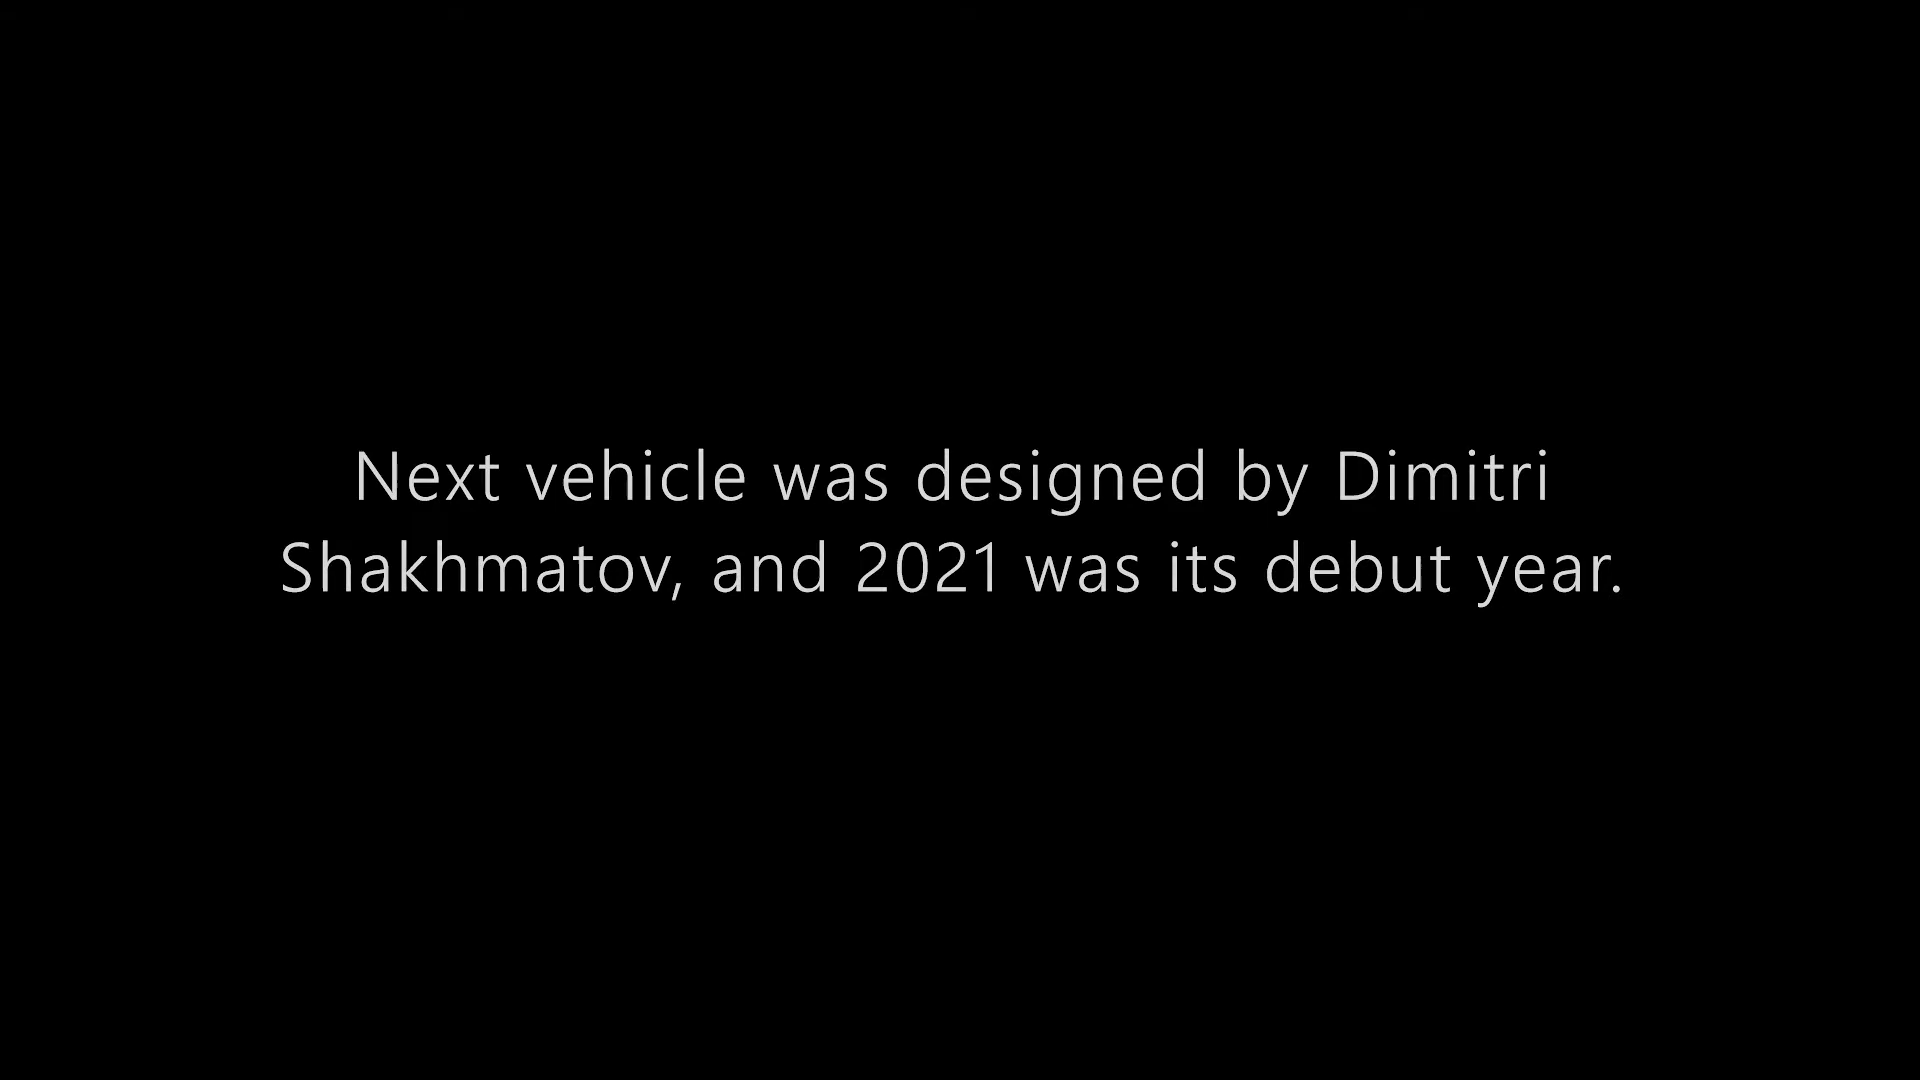 Next vehicle was designed by Dimitri
Shakhmatov, and 2021 was its debut year.